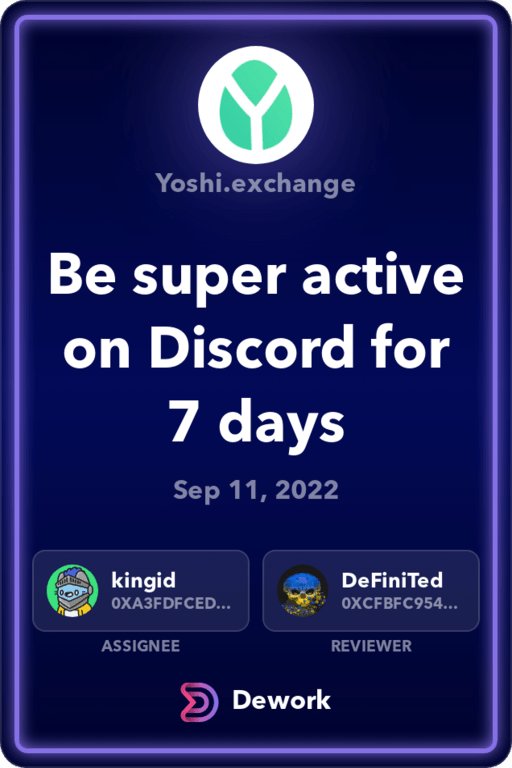 Yoshi.exchange
Be super active
on Discord for
7 days
Sep 11, 2022
kingid
0XA3FDFCED...
ASSIGNEE
DeFiniTed
0XCFBFC954...
REVIEWER
Dework